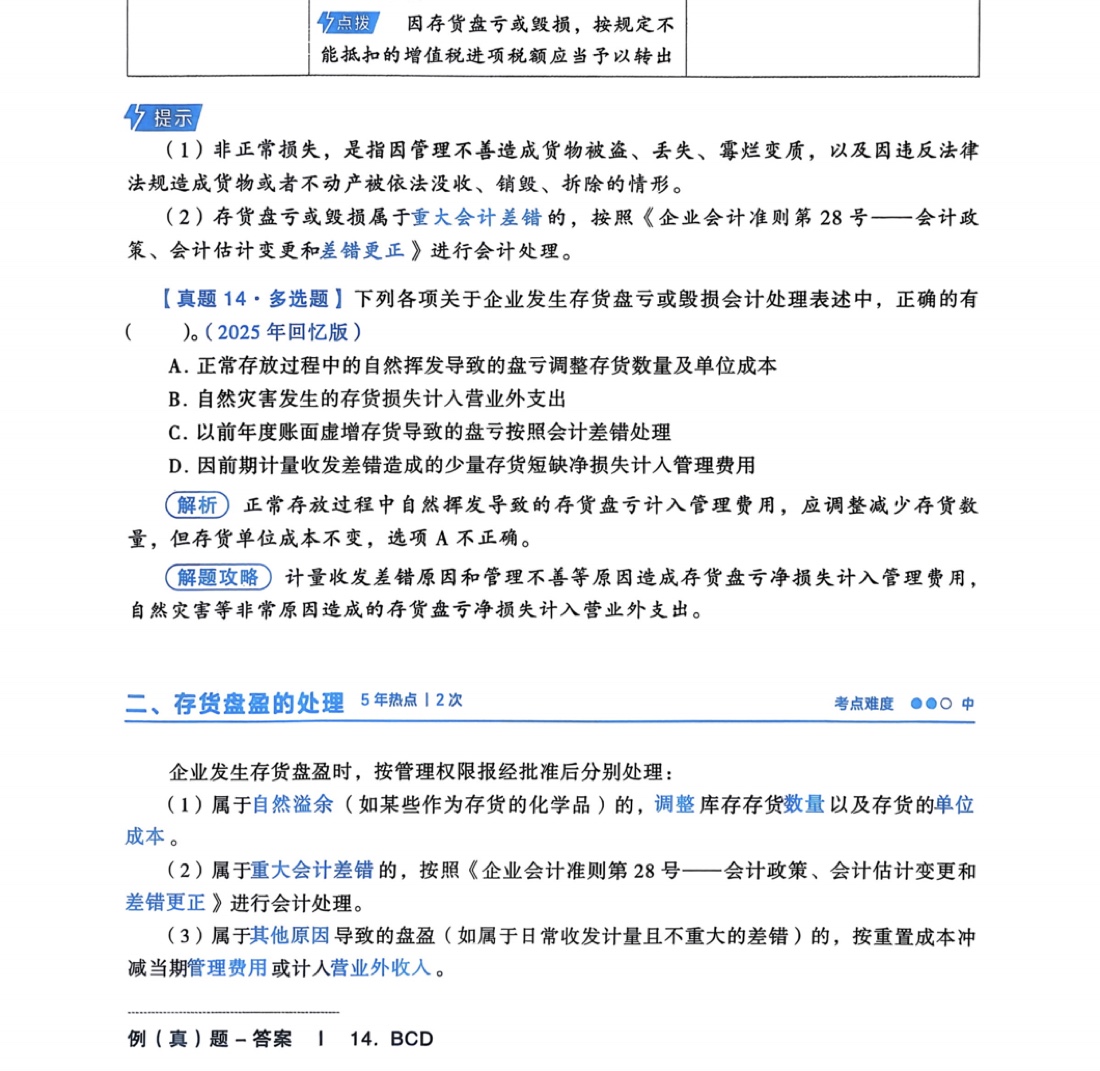 点拨 因存货盘亏或毁损，按规定不
能抵扣的增值税进项税额应当予以转出
提示
（1）非正常损失，是指因管理不善造成货物被盗、丢失、霉烂变质，以及因违反法律
法规造成货物或者不动产被依法没收、销毁、拆除的情形。
（2）存货盘亏或毁损属于重大会计差错的，按照《企业会计准则第 28 号——会计政
策、会计估计变更和差错更正》进行会计处理。
【真题 14·多选题】下列各项关于企业发生存货盘亏或毁损会计处理表述中，正确的有
（ ）。（2025 年回忆版）
A. 正常存放过程中的自然挥发导致的盘亏调整存货数量及单位成本
B. 自然灾害发生的存货损失计入营业外支出
C. 以前年度账面虚增存货导致的盘亏按照会计差错处理
D. 因前期计量收发差错造成的少量存货短缺净损失计入管理费用
解析 正常存放过程中自然挥发导致的存货盘亏计入管理费用，应调整减少存货数
量，但存货单位成本不变，选项 A 不正确。
解题攻略 计量收发差错原因和管理不善等原因造成存货盘亏净损失计入管理费用，
自然灾害等非常原因造成的存货盘亏净损失计入营业外支出。
二、存货盘盈的处理 5 年热点 | 2 次 考点难度 ●●○ 中
企业发生存货盘盈时，按管理权限报经批准后分别处理：
（1）属于自然溢余（如某些作为存货的化学品）的，调整库存存货数量以及存货的单位
成本。
（2）属于重大会计差错的，按照《企业会计准则第 28 号——会计政策、会计估计变更和
差错更正》进行会计处理。
（3）属于其他原因导致的盘盈（如属于日常收发计量且不重大的差错）的，按重置成本冲
减当期管理费用或计入营业外收入。
例（真）题－答案 | 14. BCD